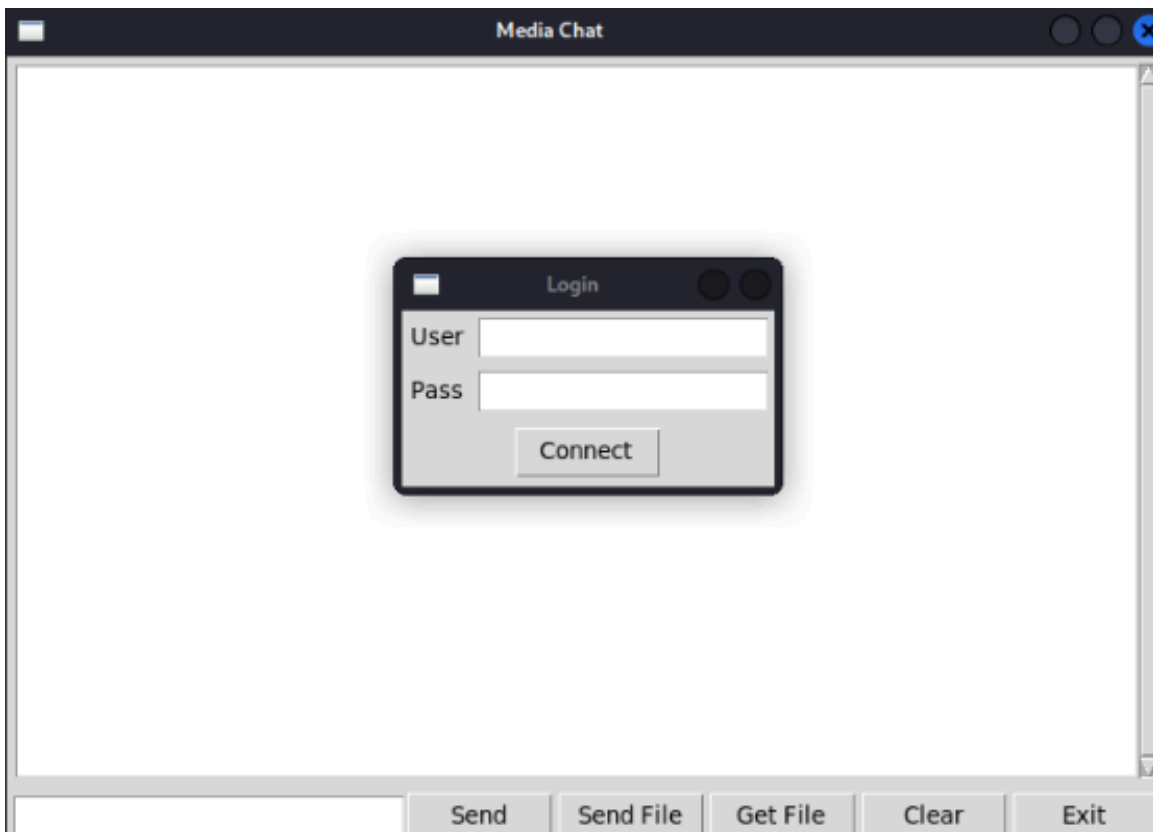 Media Chat
Login
User
Pass
Connect
Send Send File Get File Clear Exit